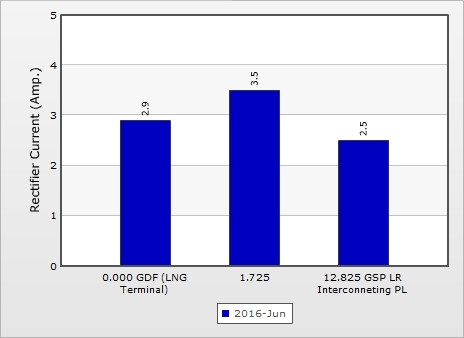 5
4
3
2
1
0
Rectifier Current (Amp.)
2.9
3.5
2.5
0.000 GDF (LNG
Terminal)
1.725
12.825 GSP LR
Interconneting PL
2016-Jun